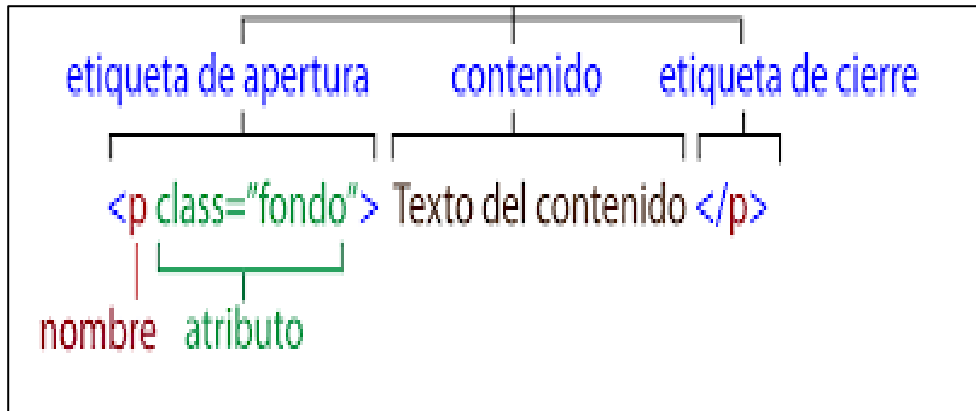 etiqueta de apertura contenido etiqueta de cierre
<p class="fondo"> Texto del contenido </p>
nombre atributo